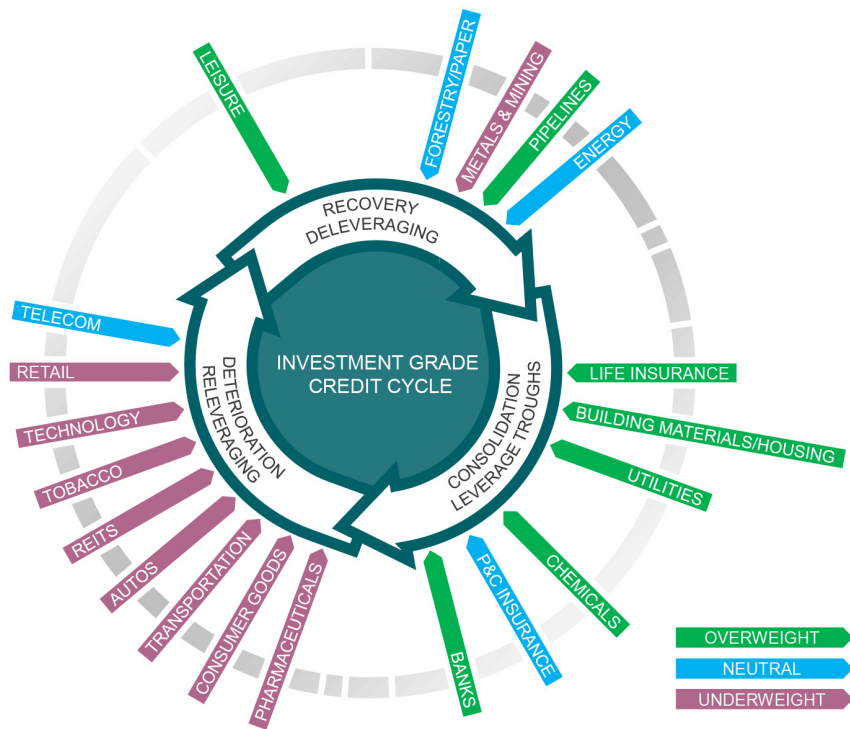 LEISURE
FORESTRY/PAPER
METALS & MINING
PIPELINES
ENERGY
RECOVERY
DELEVERAGING
TELECOM
RETAIL
TECHNOLOGY
TOBACCO
REITS
AUTOS
TRANSPORTATION
CONSUMER GOODS
PHARMACEUTICALS
DETERIORATION
RELEVERAGING
INVESTMENT GRADE
CREDIT CYCLE
CONSOLIDATION
LEVERAGE TROUGHS
LIFE INSURANCE
BUILDING MATERIALS/HOUSING
UTILITIES
CHEMICALS
P&C INSURANCE
BANKS
OVERWEIGHT
NEUTRAL
UNDERWEIGHT